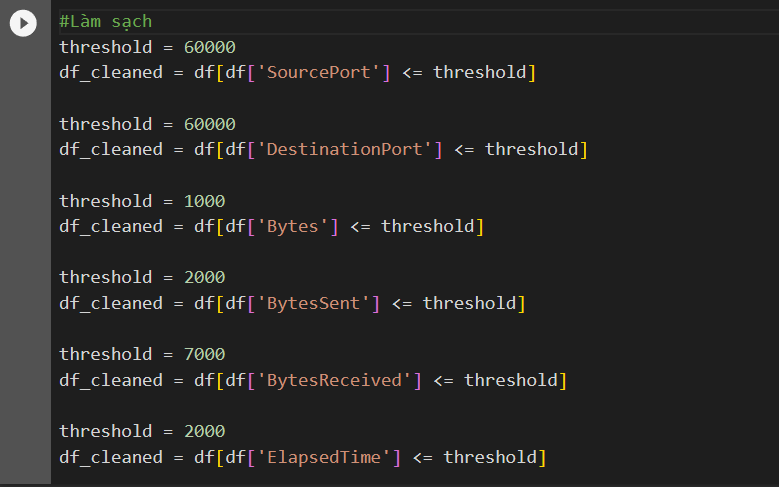 #Làm sạch
threshold = 60000
df_cleaned = df[df['SourcePort'] <= threshold]
threshold = 60000
df_cleaned = df[df['DestinationPort'] <= threshold]
threshold = 1000
df_cleaned = df[df['Bytes'] <= threshold]
threshold = 2000
df_cleaned = df[df['BytesSent'] <= threshold]
threshold = 7000
df_cleaned = df[df['BytesReceived'] <= threshold]
threshold = 2000
df_cleaned = df[df['ElapsedTime'] <= threshold]